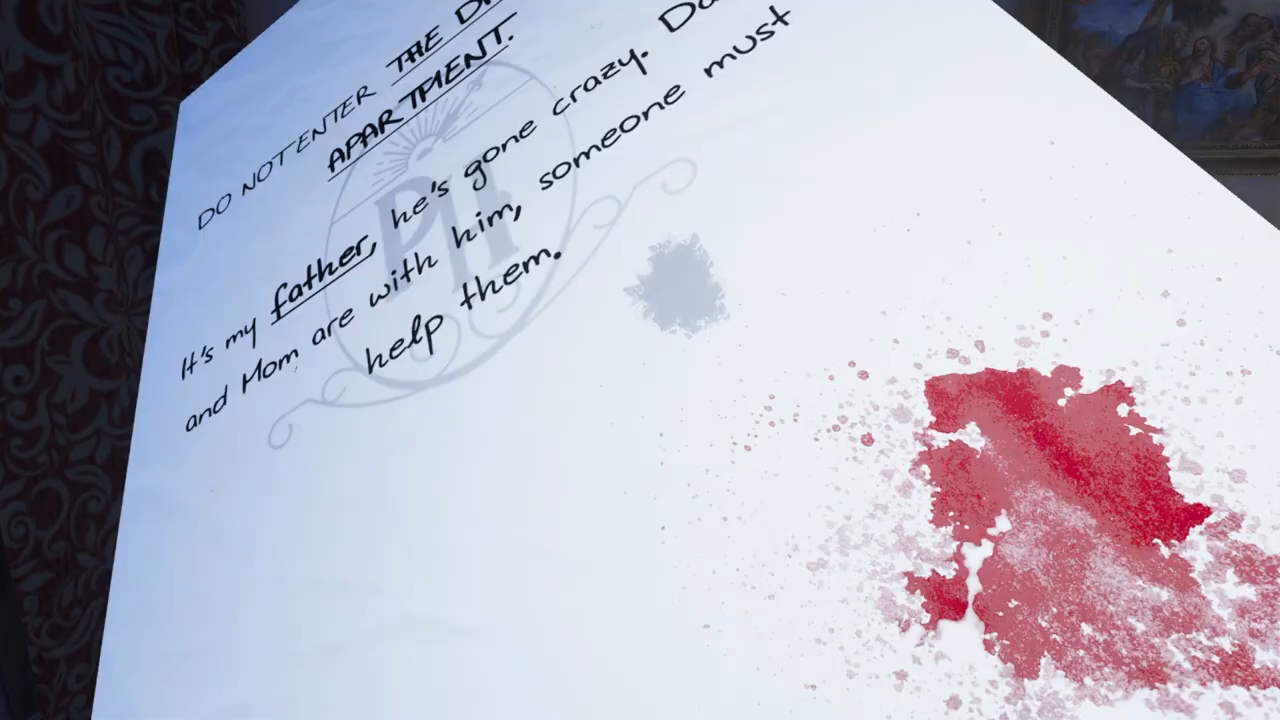 DO NOT ENTER THE
APARTMENT.
It's my father, he's gone crazy.
and Mom are with him, someone must
help them.
PH